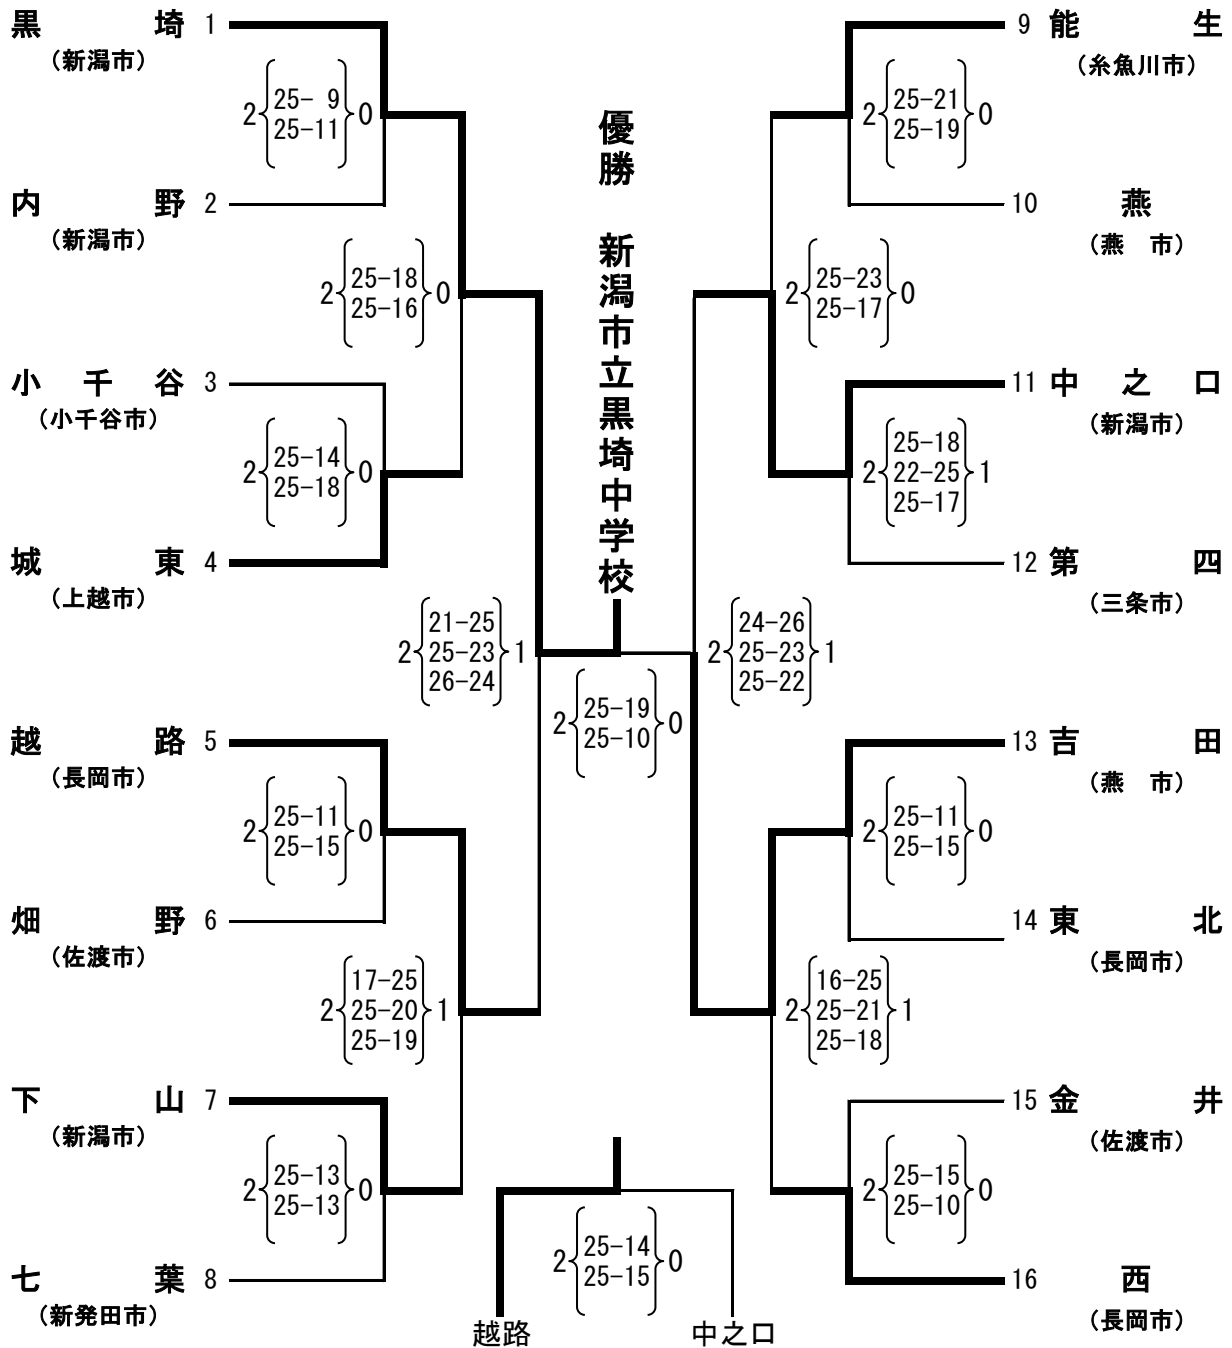 黒埼 1
（新潟市）
2 25- 9 0
25-11
内野 2
（新潟市）
2 25-18 0
25-16
小千谷 3
（小千谷市）
2 25-14 0
25-18
城東 4
（上越市）
2 21-25 1
25-23
26-24
越路 5
（長岡市）
2 25-11 0
25-15
畑野 6
（佐渡市）
2 17-25 1
25-20
25-19
下山 7
（新潟市）
2 25-13 0
25-13
七葉 8
（新発田市）
優勝 新潟市立黒埼中学校
2 25-19 0
25-10
2 25-14 0
25-15
越路 中之口
9 能生
（糸魚川市）
2 25-21 0
25-19
10 燕
（燕 市）
2 25-23 0
25-17
11 中之口
（新潟市）
2 25-18 1
22-25
25-17
12 第四
（三条市）
2 24-26 1
25-23
25-22
13 吉田
（燕 市）
2 25-11 0
25-15
14 東北
（長岡市）
2 16-25 1
25-21
25-18
15 金井
（佐渡市）
2 25-15 0
25-10
16 西
（長岡市）